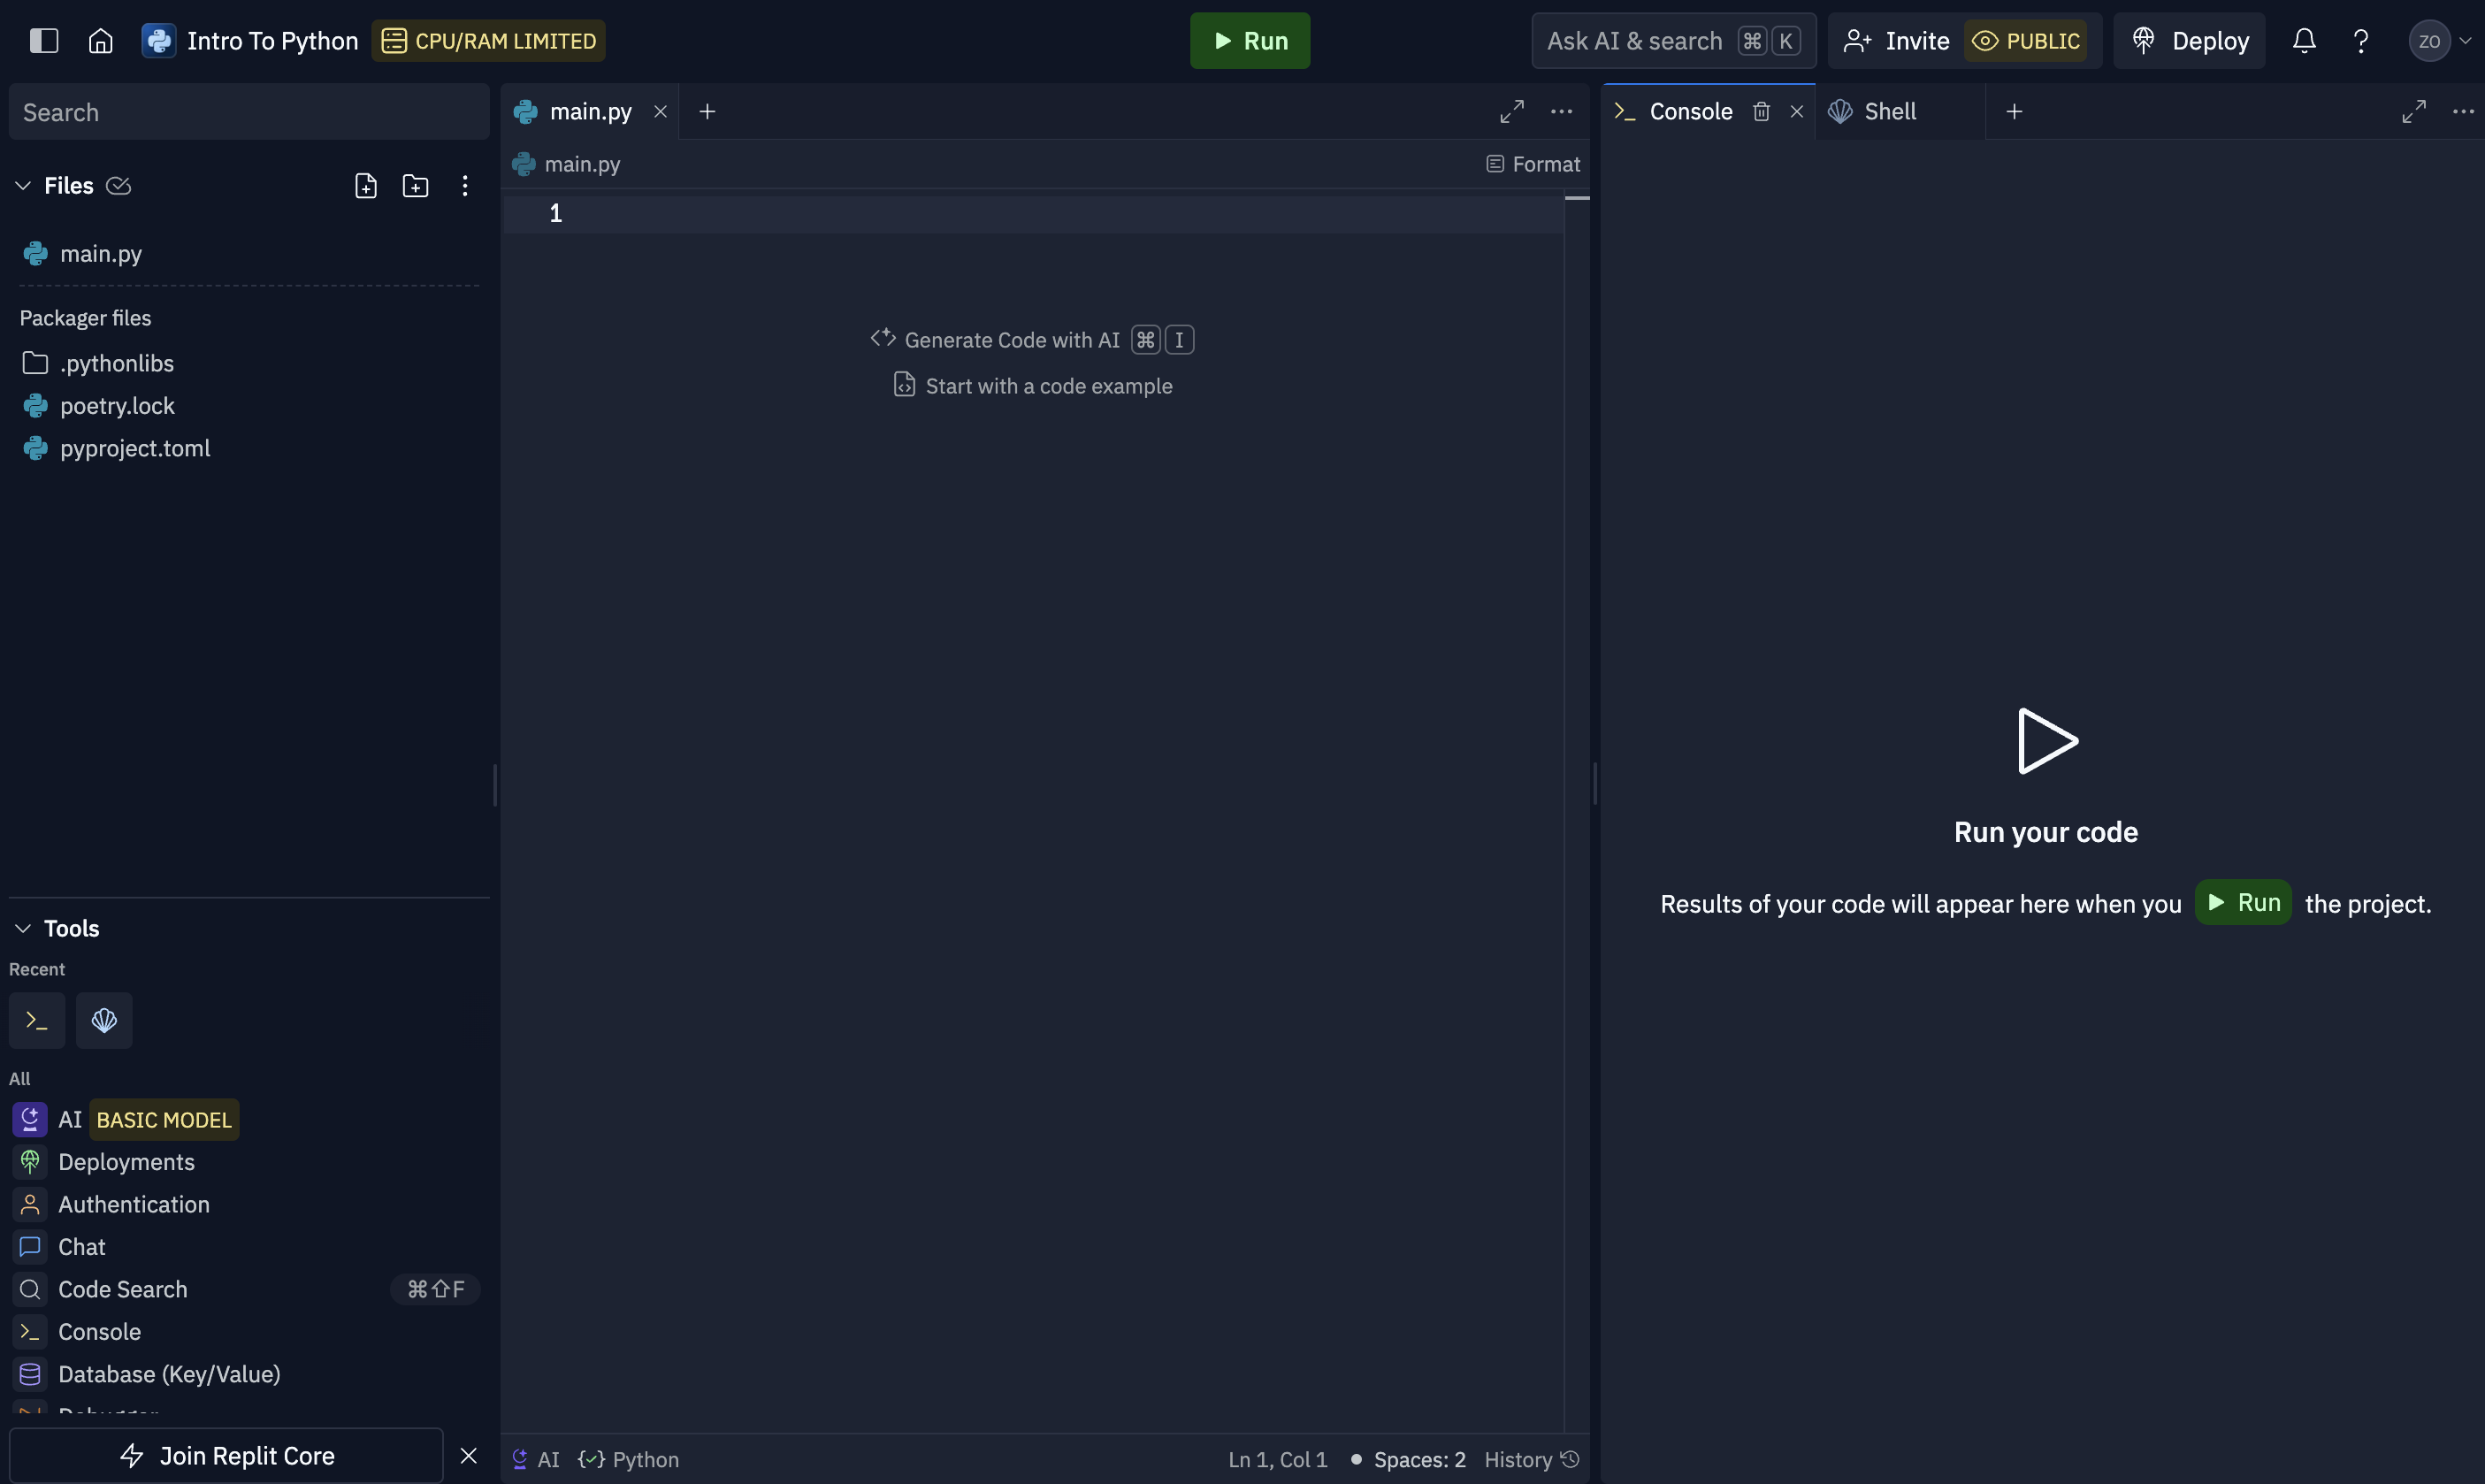 Intro To Python CPU/RAM LIMITED Run Ask AI & search ⌘ K Invite PUBLIC Deploy ? ZO
Search
Files
main.py
Packager files
.pythonlibs
poetry.lock
pyproject.toml
Tools
Recent
>_
All
AI BASIC MODEL
Deployments
Authentication
Chat
Code Search ⌘⇧F
>_ Console
Database (Key/Value)
Join Replit Core
main.py
main.py Format
1
Generate Code with AI ⌘ I
Start with a code example
AI {✓} Python Ln 1, Col 1 Spaces: 2 History
>_ Console Shell
Run your code
Results of your code will appear here when you Run the project.